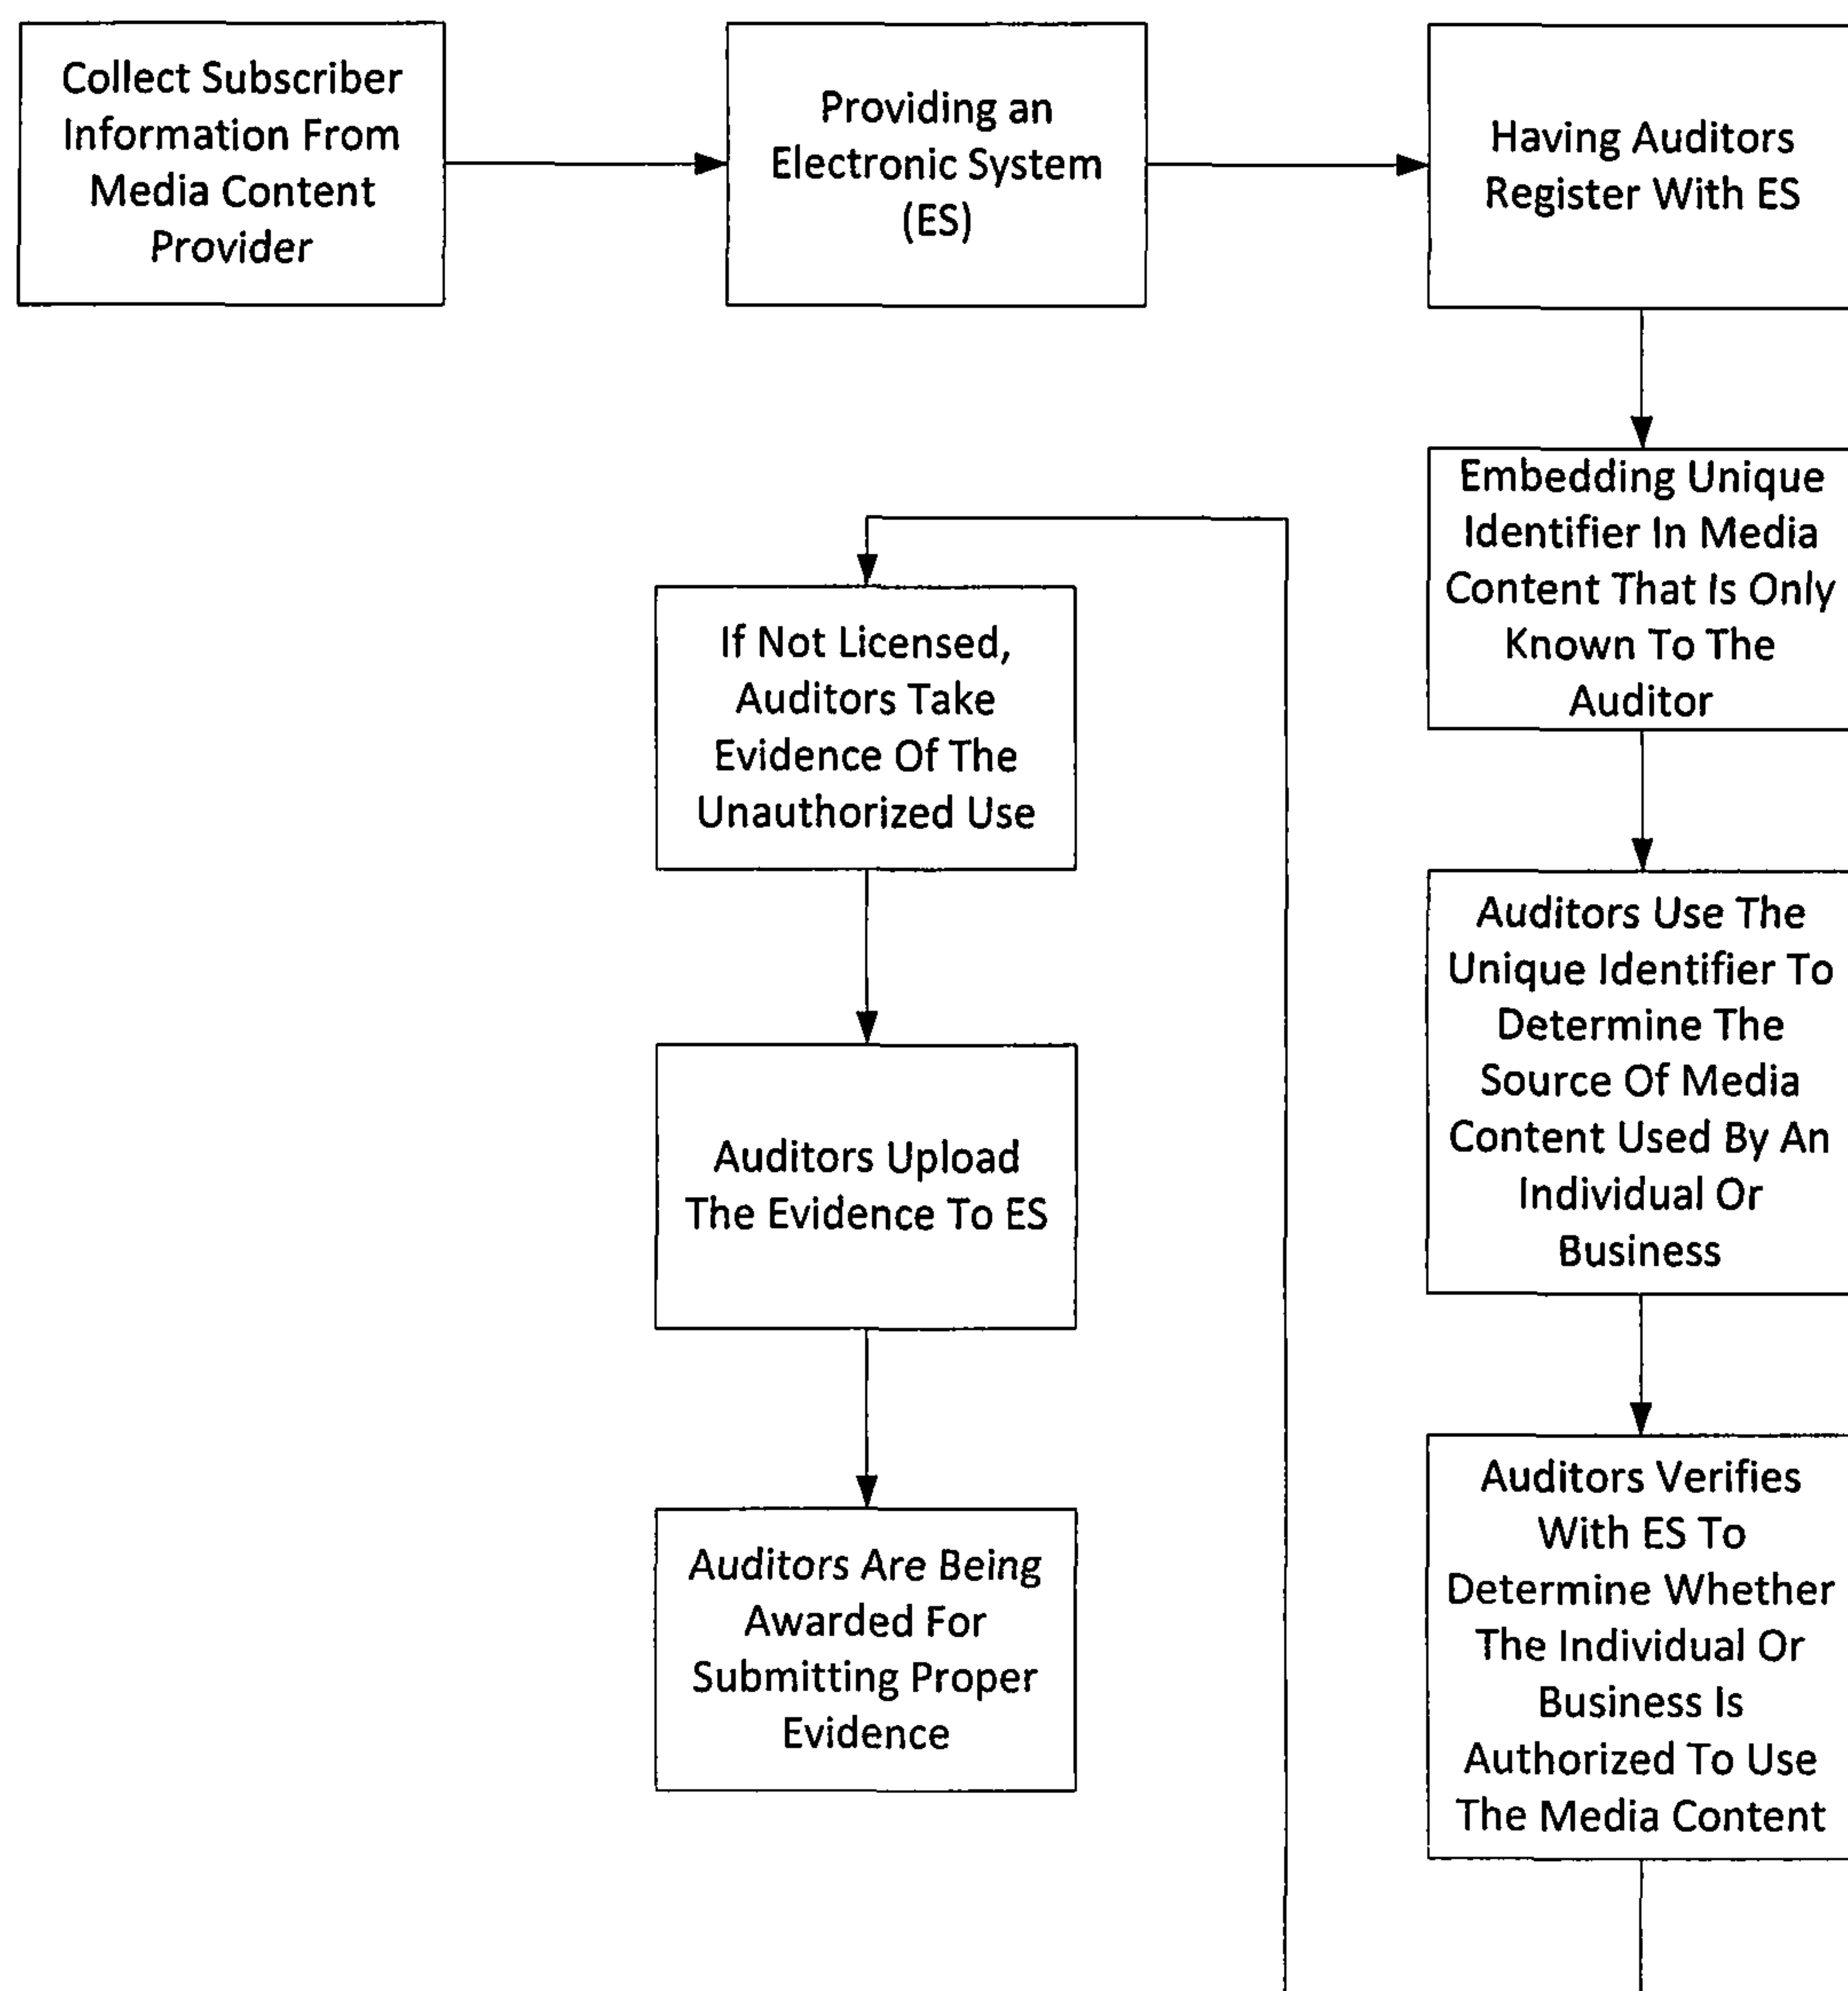 Collect Subscriber
Information From
Media Content
Provider
Providing an
Electronic System
(ES)
Having Auditors
Register With ES
Embedding Unique
Identifier In Media
Content That Is Only
Known To The
Auditor
Auditors Use The
Unique Identifier To
Determine The
Source Of Media
Content Used By An
Individual Or
Business
Auditors Verifies
With ES To
Determine Whether
The Individual Or
Business Is
Authorized To Use
The Media Content
If Not Licensed,
Auditors Take
Evidence Of The
Unauthorized Use
Auditors Upload
The Evidence To ES
Auditors Are Being
Awarded For
Submitting Proper
Evidence